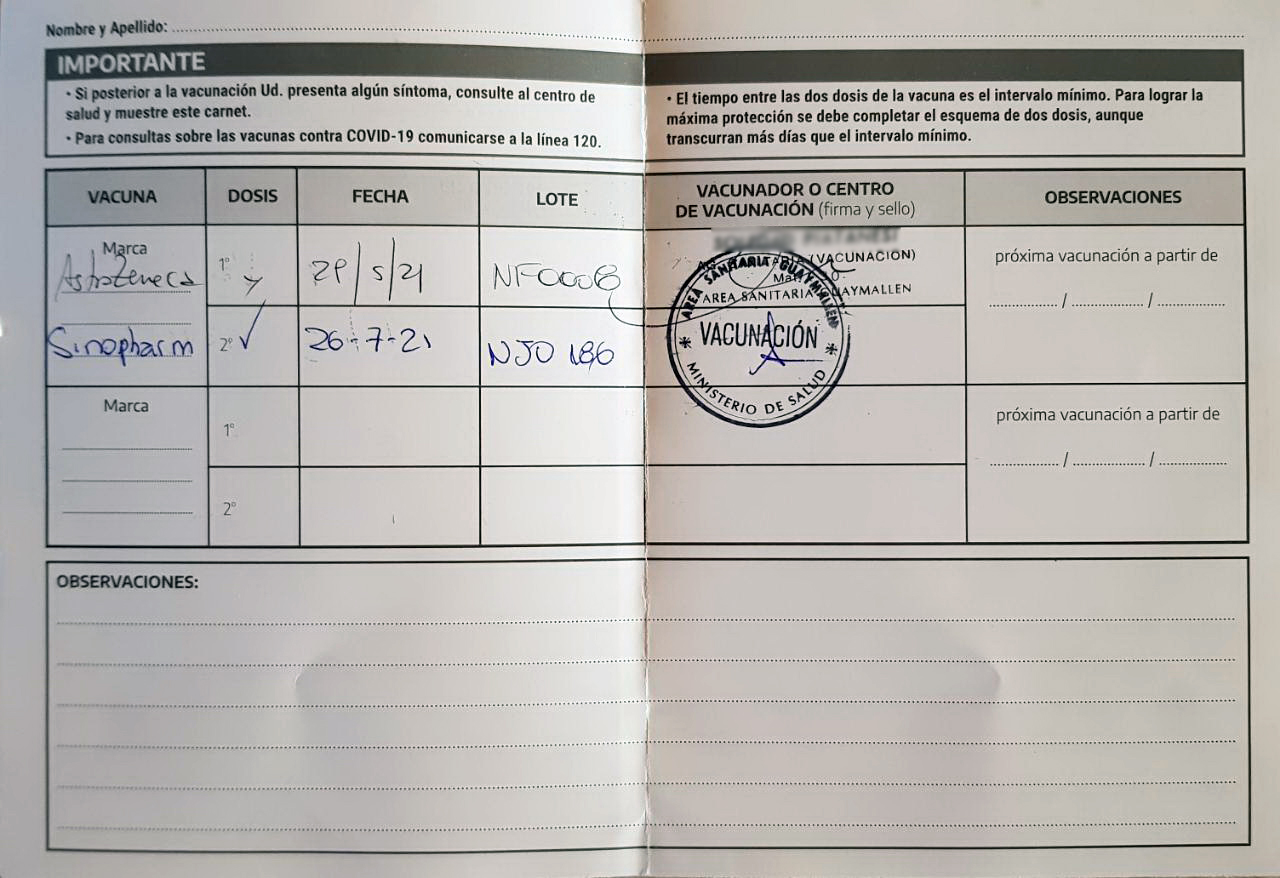 Nombre y Apellido:
IMPORTANTE
• Si posterior a la vacunación Ud. presenta algún síntoma, consulte al centro de
salud y muestre este carnet.
• Para consultas sobre las vacunas contra COVID-19 comunicarse a la línea 120.
• El tiempo entre las dos dosis de la vacuna es el intervalo mínimo. Para lograr la
máxima protección se debe completar el esquema de dos dosis, aunque
transcurran más días que el intervalo mínimo.
VACUNA DOSIS FECHA LOTE VACUNADOR O CENTRO
DE VACUNACIÓN (firma y sello) OBSERVACIONES
Marca
AstraZeneca 1° /5/21
(VACUNACION)
AREA SANITARIA GUAYMALLEN
próxima vacunación a partir de
........ / ........ / ........
Sinopharm 2° 26-7-21 NJO 186
AREA SANITARIA GUAYMALLEN
VACUNACIÓN
MINISTERIO DE SALUD
Marca
1°
2°
próxima vacunación a partir de
........ / ........ / ........
OBSERVACIONES: